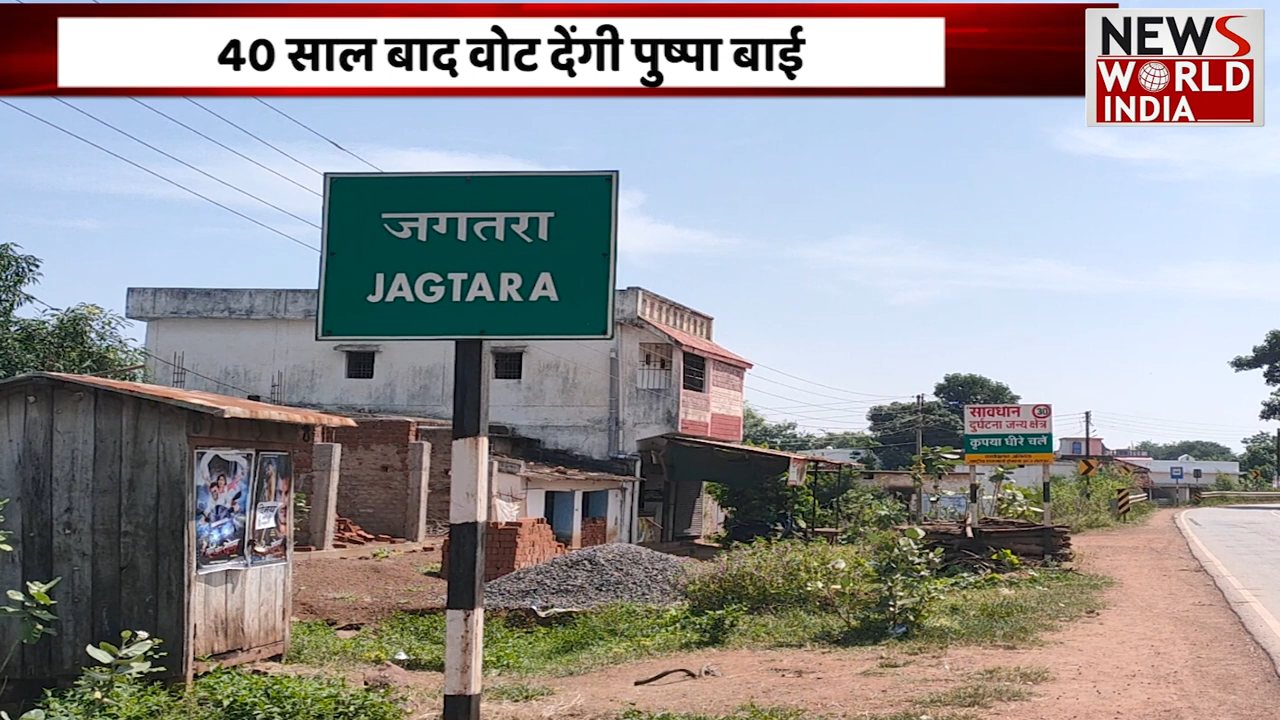 40 साल बाद वोट देंगी पुष्पा बाई
NEWS
WORLD
INDIA
जगतरा
JAGTARA
सावधान 30
दुर्घटना जन्य क्षेत्र
कृपया धीरे चलें